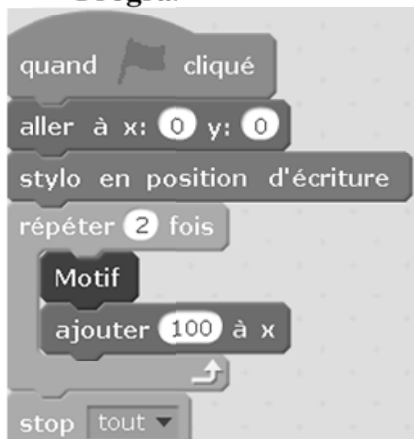 quand cliqué
aller à x: 0 y: 0
stylo en position d'écriture
répéter 2 fois
Motif
ajouter 100 à x
stop tout